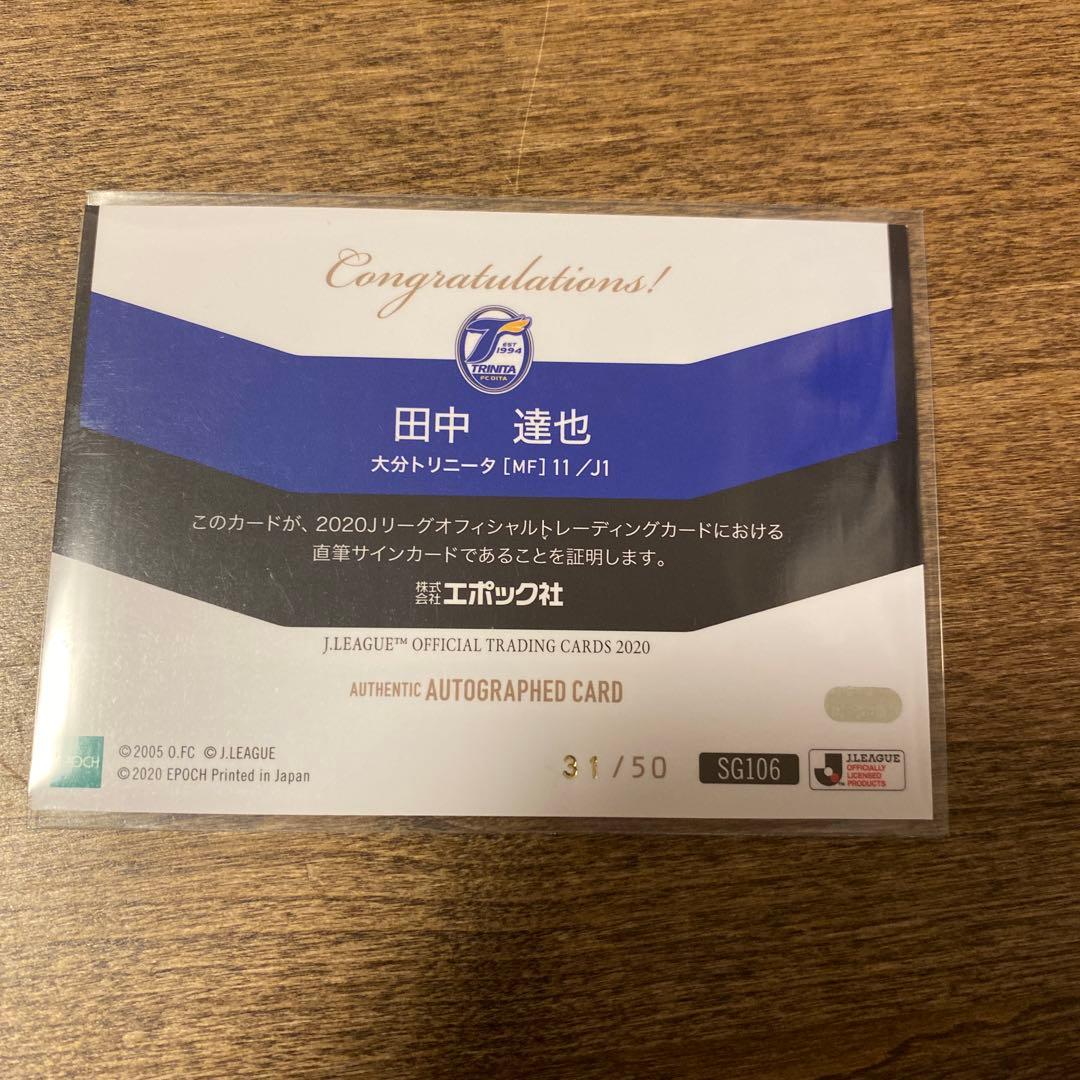 Congratulations!
EST
1994
TRINITA
FC OITA
田中 達也
大分トリニータ [MF] 11 /J1
このカードが、2020Jリーグオフィシャルトレーディングカードにおける
直筆サインカードであることを証明します。
株式会社エポック社
J.LEAGUE™ OFFICIAL TRADING CARDS 2020
AUTHENTIC AUTOGRAPHED CARD
EPOCH
©2005 O.FC ©J.LEAGUE
©2020 EPOCH Printed in Japan
31/50
SG106
J.LEAGUE
OFFICIALLY
LICENSED
PRODUCTS